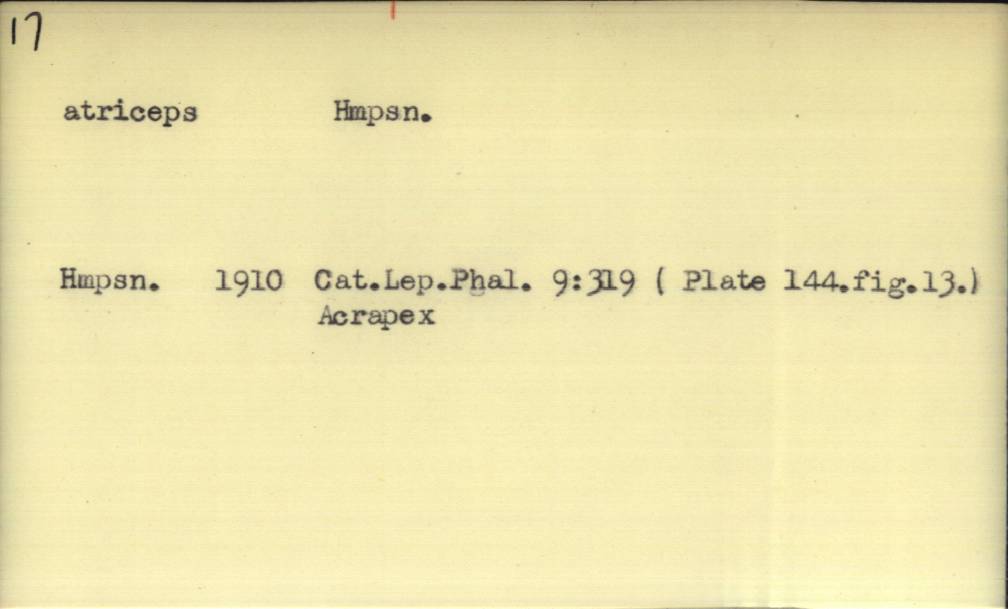 17
atriceps Hmpsn.
Hmpsn. 1910 Cat.Lep.Phal. 9:319 ( Plate 144.fig.13.)
Acrapex